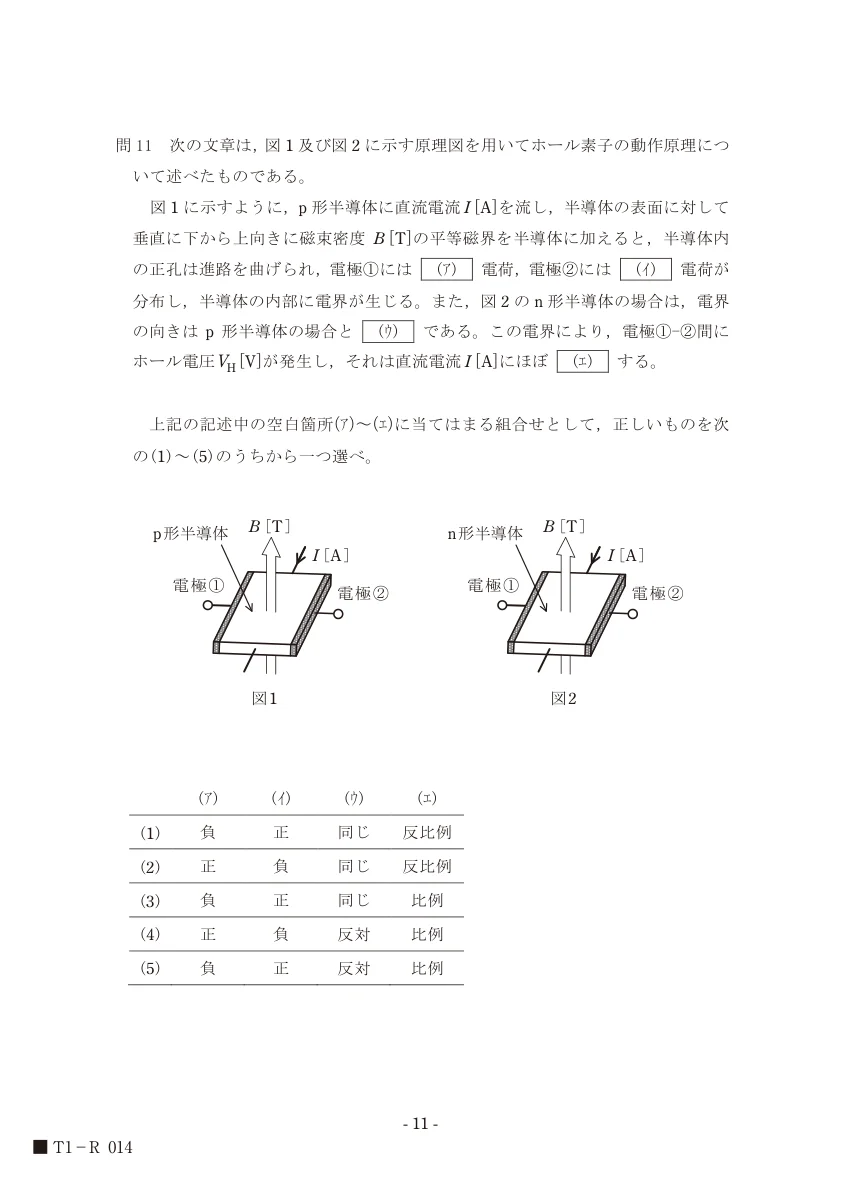 問 11　次の文章は，図 1 及び図 2 に示す原理図を用いてホール素子の動作原理につ
いて述べたものである。
図 1 に示すように，p 形半導体に直流電流 I [A]を流し，半導体の表面に対して
垂直に下から上向きに磁束密度 B [T]の平等磁界を半導体に加えると，半導体内
の正孔は進路を曲げられ，電極①には (ア) 電荷，電極②には (イ) 電荷が
分布し，半導体の内部に電界が生じる。また，図 2 の n 形半導体の場合は，電界
の向きは p 形半導体の場合と (ウ) である。この電界により，電極①-②間に
ホール電圧 VH [V]が発生し，それは直流電流 I [A]にほぼ (エ) する。
上記の記述中の空白箇所(ア)～(エ)に当てはまる組合せとして，正しいものを次
の(1)～(5)のうちから一つ選べ。
p形半導体 B [T]
I [A]
電極①
電極②
図1
n形半導体 B [T]
I [A]
電極①
電極②
図2
(ア) (イ) (ウ) (エ)
(1) 負 正 同じ 反比例
(2) 正 負 同じ 反比例
(3) 負 正 同じ 比例
(4) 正 負 反対 比例
(5) 負 正 反対 比例
- 11 -
■ T1－R 014